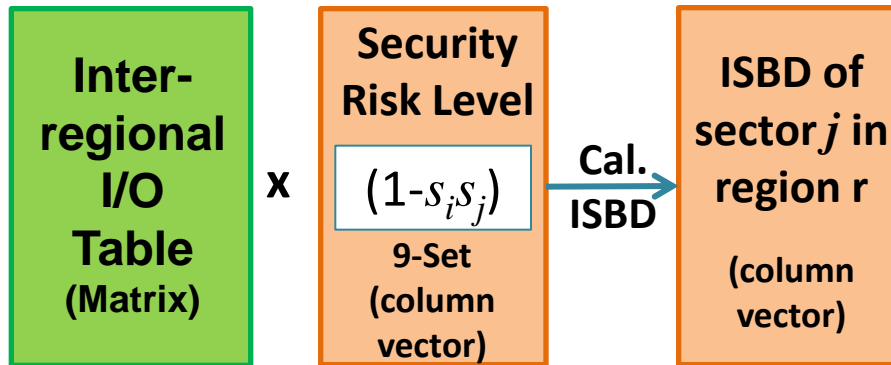 Inter-
regional
I/O
Table
(Matrix)
x
Security
Risk Level
(1-sᵢsⱼ)
9-Set
(column
vector)
Cal.
ISBD
ISBD of
sector j in
region r
(column
vector)